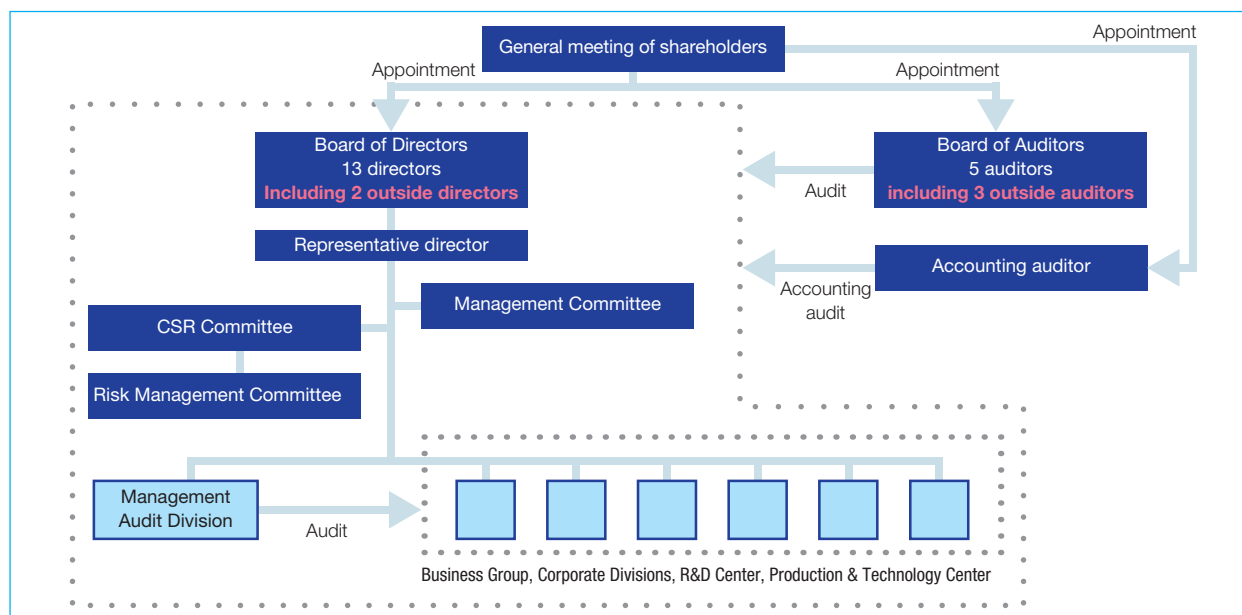 General meeting of shareholders
Appointment
Appointment
Appointment
Board of Directors
13 directors
Including 2 outside directors
Board of Auditors
5 auditors
including 3 outside auditors
Audit
Representative director
Accounting auditor
Accounting
audit
Management Committee
CSR Committee
Risk Management Committee
Management
Audit Division
Audit
Business Group, Corporate Divisions, R&D Center, Production & Technology Center